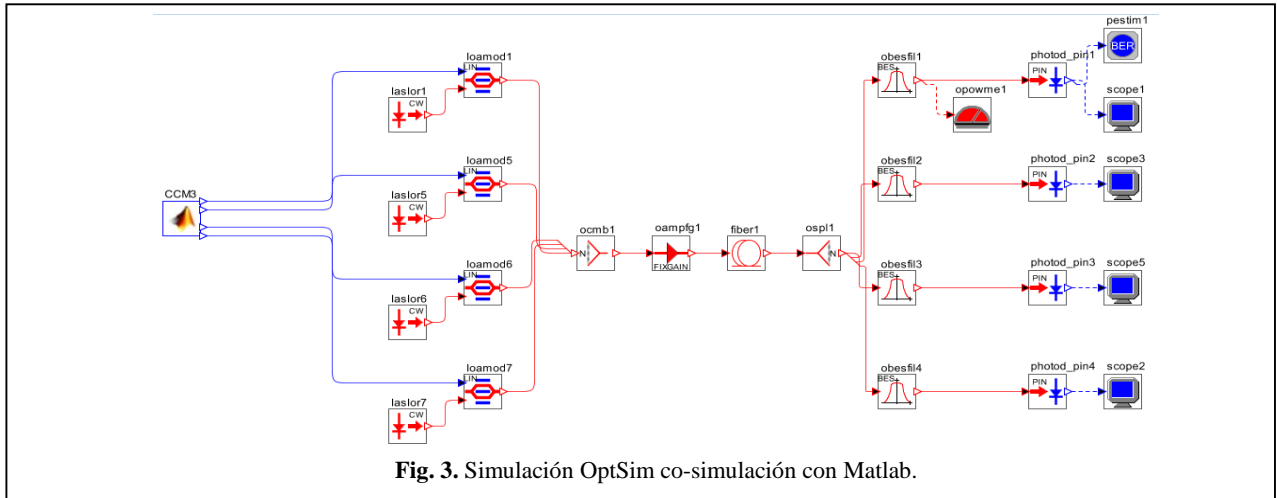 pestim1
BER
loamod1
LIN
obesfil1
BES
photod_pin1
PIN
laslor1
CW
opowme1
scope1
loamod5
LIN
obesfil2
BES
photod_pin2
PIN
scope3
CCM3
laslor5
CW
ocmb1
N
oampfg1
FIXGAIN
fiber1
ospl1
N
loamod6
LIN
obesfil3
BES
photod_pin3
PIN
scope5
laslor6
CW
loamod7
LIN
obesfil4
BES
photod_pin4
PIN
scope2
laslor7
CW
Fig. 3. Simulación OptSim co-simulación con Matlab.